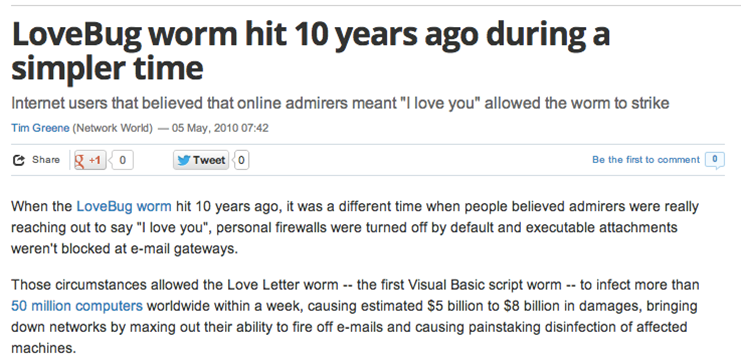 LoveBug worm hit 10 years ago during a
simpler time
Internet users that believed that online admirers meant "I love you" allowed the worm to strike
Tim Greene (Network World) — 05 May, 2010 07:42
Share g +1 0 Tweet 0 Be the first to comment 0
When the LoveBug worm hit 10 years ago, it was a different time when people believed admirers were really
reaching out to say "I love you", personal firewalls were turned off by default and executable attachments
weren't blocked at e-mail gateways.
Those circumstances allowed the Love Letter worm -- the first Visual Basic script worm -- to infect more than
50 million computers worldwide within a week, causing estimated $5 billion to $8 billion in damages, bringing
down networks by maxing out their ability to fire off e-mails and causing painstaking disinfection of affected
machines.